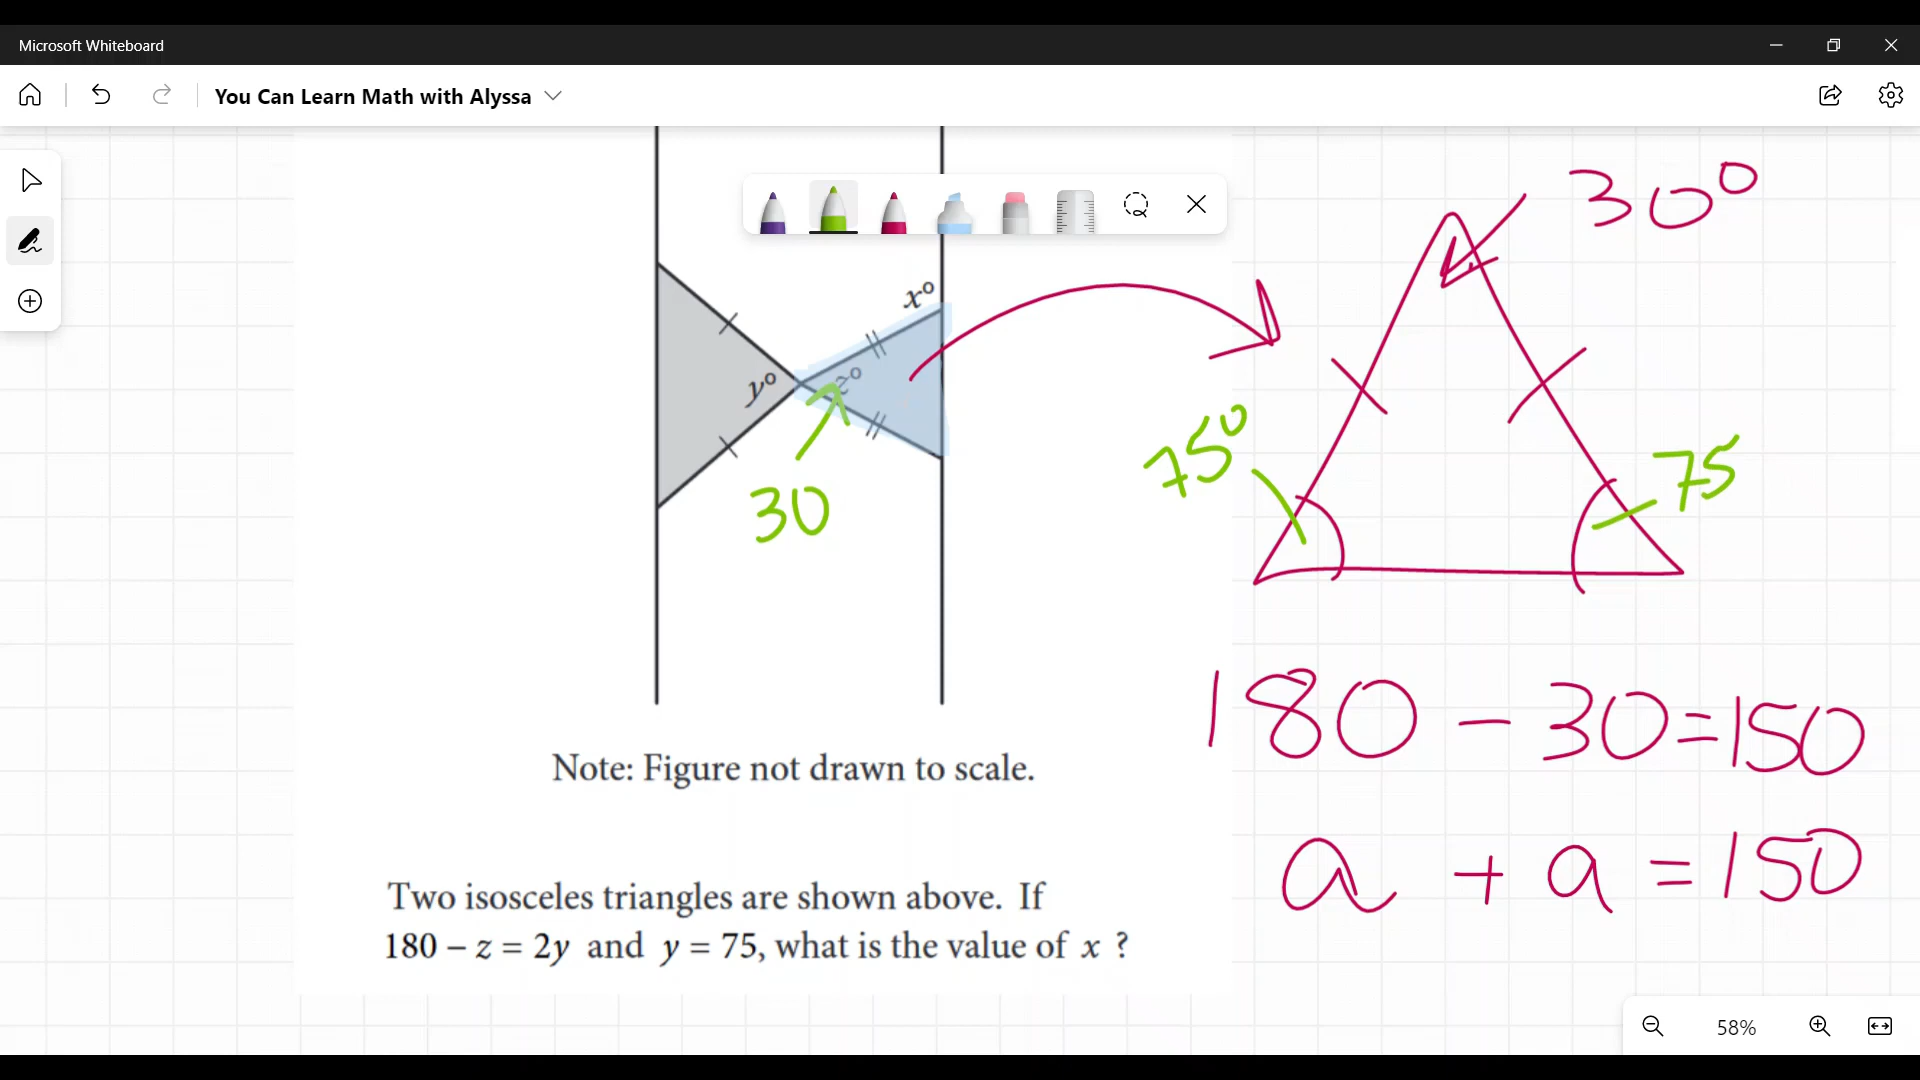 Microsoft Whiteboard
You Can Learn Math with Alyssa
x°
y°
z°
30
30°
75°
75
180 - 30 = 150
a + a = 150
Note: Figure not drawn to scale.
Two isosceles triangles are shown above. If
180 – z = 2y and y = 75, what is the value of x ?
58%